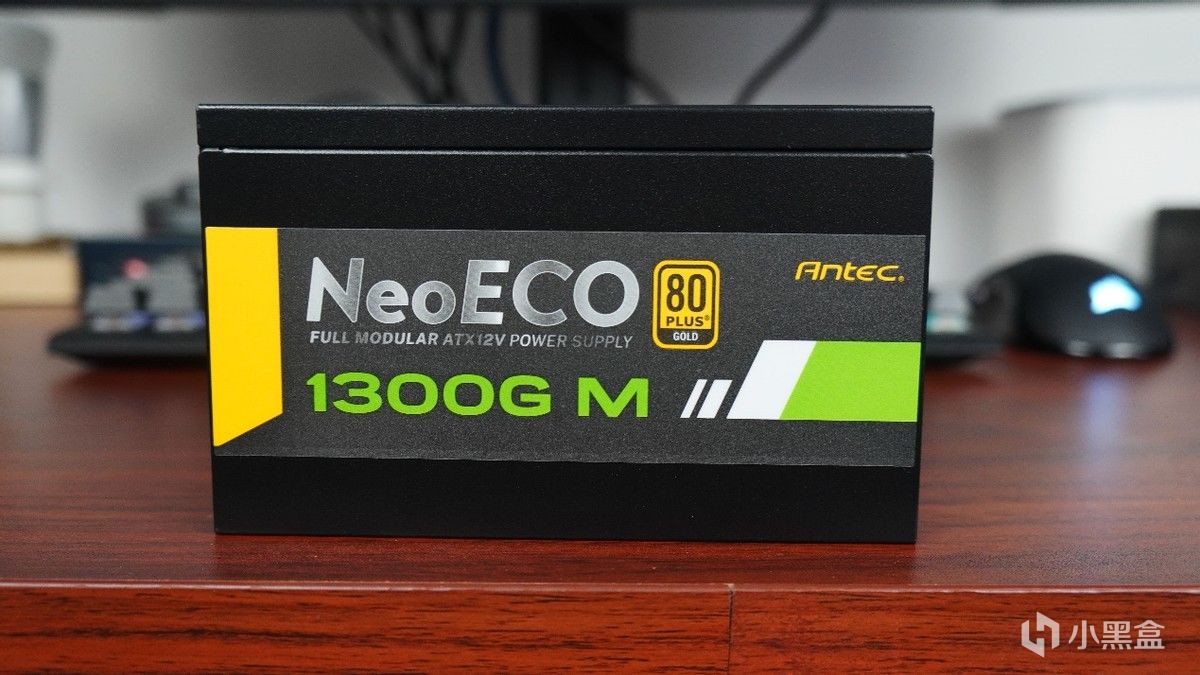 NeoECO
80
PLUS®
GOLD
Antec®
FULL MODULAR ATX12V POWER SUPPLY
1300G M
小黑盒